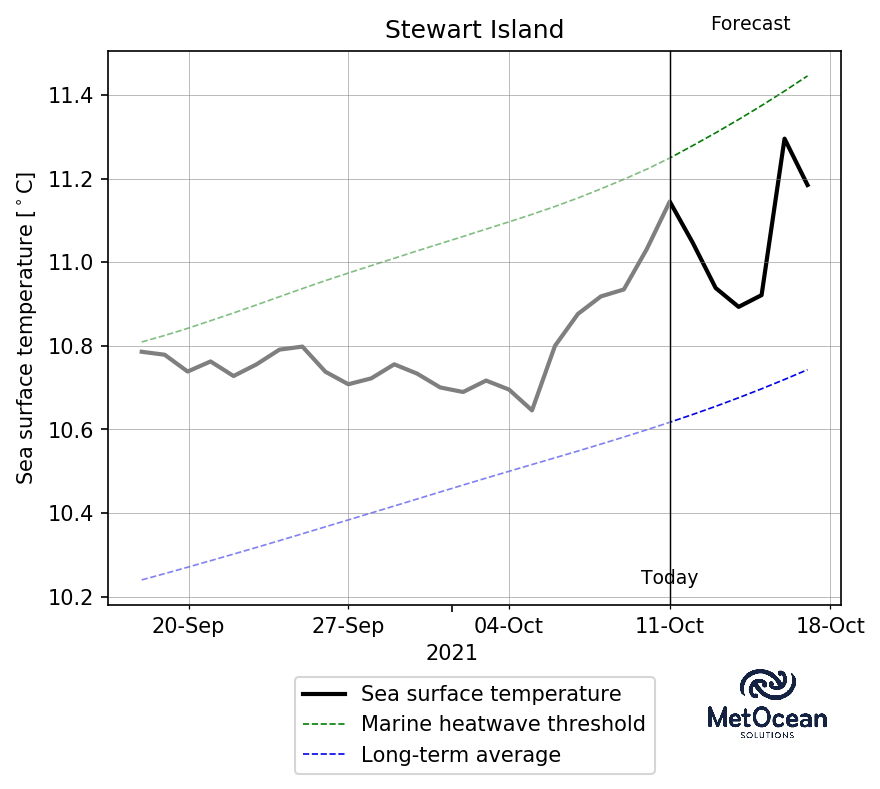 Stewart Island
Forecast
Sea surface temperature [°C]
11.4
11.2
11.0
10.8
10.6
10.4
10.2
Today
20-Sep
27-Sep
04-Oct
11-Oct
18-Oct
2021
Sea surface temperature
Marine heatwave threshold
Long-term average
MetOcean
SOLUTIONS